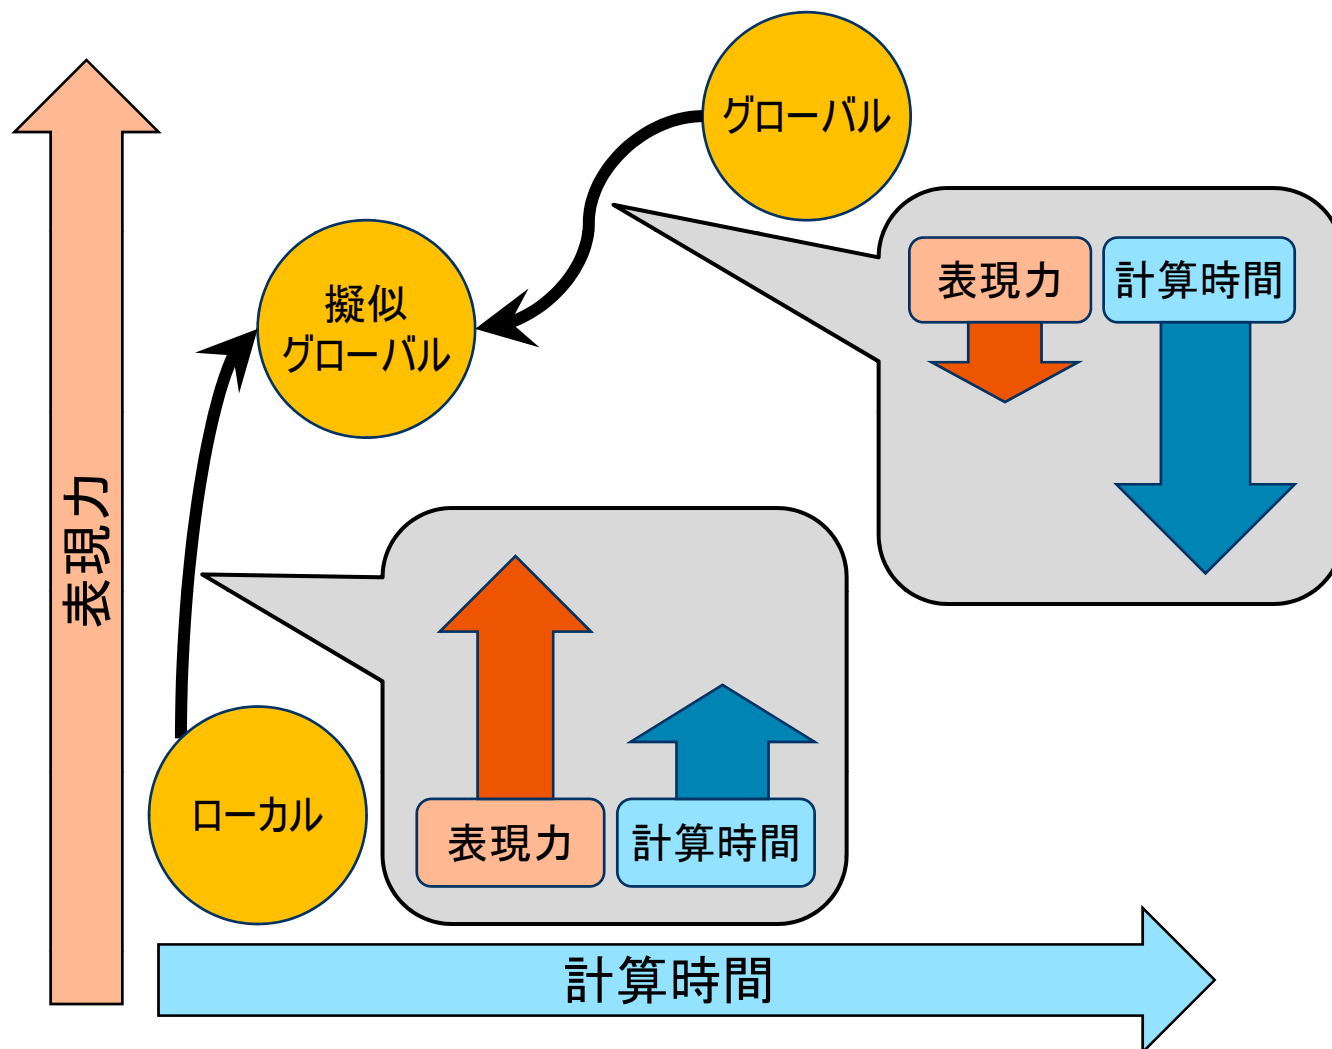 グローバル
擬似
グローバル
表現力
計算時間
表現力
ローカル
表現力
計算時間
計算時間